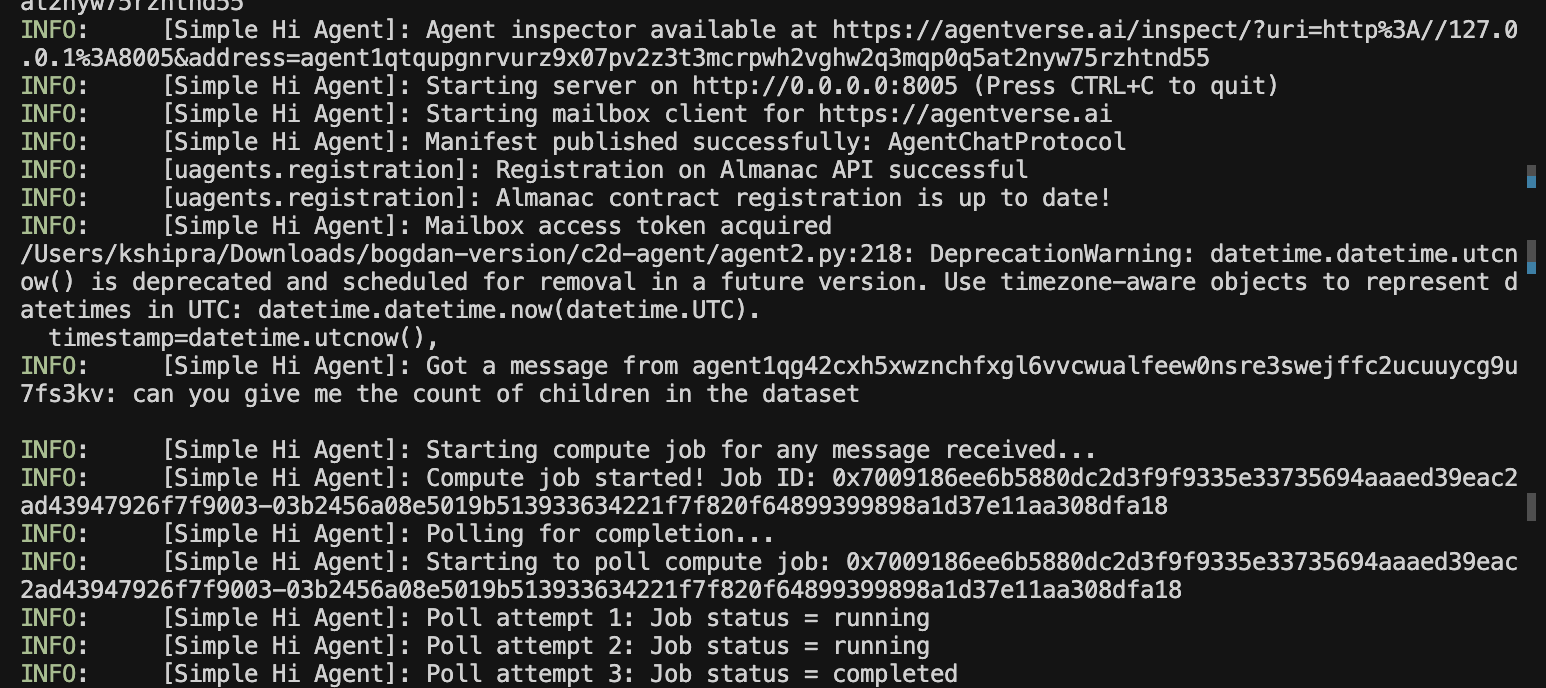 at2nyw75rzhtnd55
INFO:     [Simple Hi Agent]: Agent inspector available at https://agentverse.ai/inspect/?uri=http%3A//127.0
.0.1%3A8005&address=agent1qtqupgnrvurz9x07pv2z3t3mcrpwh2vghw2q3mqp0q5at2nyw75rzhtnd55
INFO:     [Simple Hi Agent]: Starting server on http://0.0.0.0:8005 (Press CTRL+C to quit)
INFO:     [Simple Hi Agent]: Starting mailbox client for https://agentverse.ai
INFO:     [Simple Hi Agent]: Manifest published successfully: AgentChatProtocol
INFO:     [uagents.registration]: Registration on Almanac API successful
INFO:     [uagents.registration]: Almanac contract registration is up to date!
INFO:     [Simple Hi Agent]: Mailbox access token acquired
/Users/kshipra/Downloads/bogdan-version/c2d-agent/agent2.py:218: DeprecationWarning: datetime.datetime.utcn
ow() is deprecated and scheduled for removal in a future version. Use timezone-aware objects to represent d
atetimes in UTC: datetime.datetime.now(datetime.UTC).
  timestamp=datetime.utcnow(),
INFO:     [Simple Hi Agent]: Got a message from agent1qg42cxh5xwznchfxgl6vvcwualfeew0nsre3swejffc2ucuuycg9u
7fs3kv: can you give me the count of children in the dataset
INFO:     [Simple Hi Agent]: Starting compute job for any message received...
INFO:     [Simple Hi Agent]: Compute job started! Job ID: 0x7009186ee6b5880dc2d3f9f9335e33735694aaaed39eac2
ad43947926f7f9003-03b2456a08e5019b513933634221f7f820f64899399898a1d37e11aa308dfa18
INFO:     [Simple Hi Agent]: Polling for completion...
INFO:     [Simple Hi Agent]: Starting to poll compute job: 0x7009186ee6b5880dc2d3f9f9335e33735694aaaed39eac
2ad43947926f7f9003-03b2456a08e5019b513933634221f7f820f64899399898a1d37e11aa308dfa18
INFO:     [Simple Hi Agent]: Poll attempt 1: Job status = running
INFO:     [Simple Hi Agent]: Poll attempt 2: Job status = running
INFO:     [Simple Hi Agent]: Poll attempt 3: Job status = completed